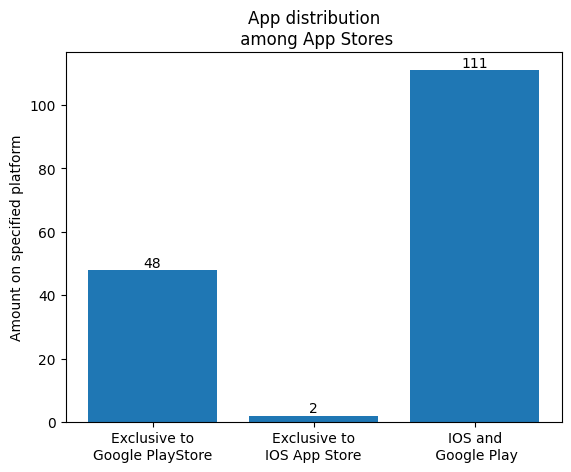 App distribution
among App Stores
Amount on specified platform
100
80
60
40
20
0
48
2
111
Exclusive to
Google PlayStore
Exclusive to
IOS App Store
IOS and
Google Play